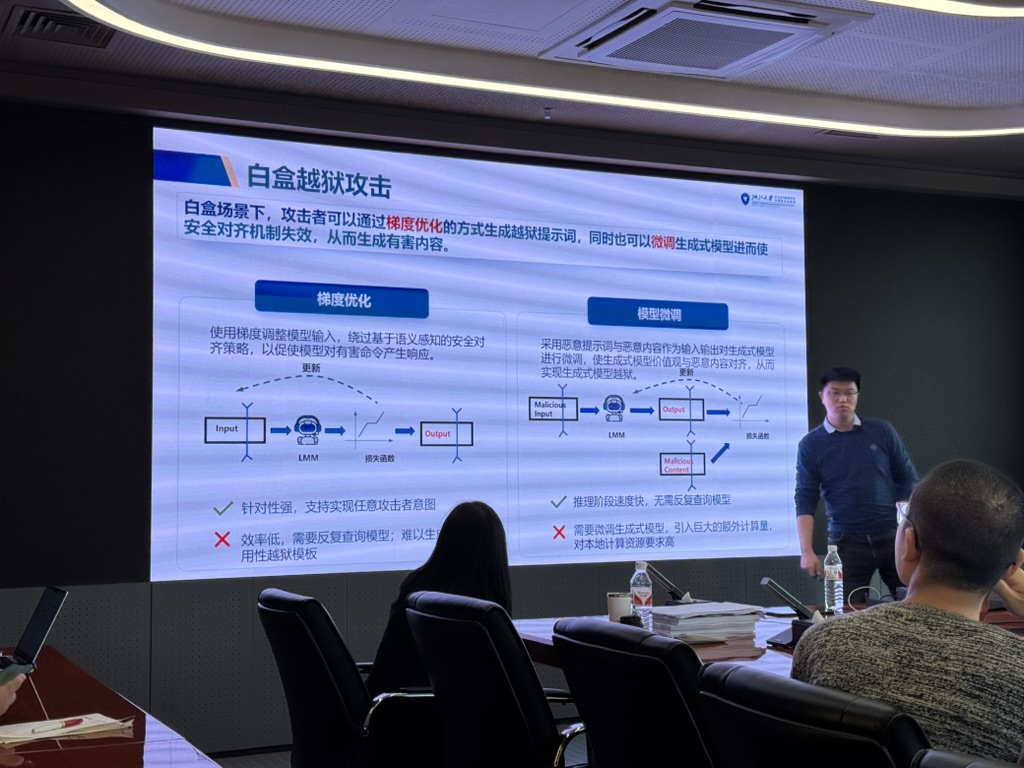 白盒越狱攻击
浙江大学
白盒场景下，攻击者可以通过梯度优化的方式生成越狱提示词，同时也可以微调生成式模型进而使
安全对齐机制失效，从而生成有害内容。
梯度优化
使用梯度调整模型输入，绕过基于语义感知的安全对
齐策略，以促使模型对有害命令产生响应。
更新
Input
LMM
损失函数
Output
针对性强，支持实现任意攻击者意图
效率低，需要反复查询模型；难以生
用性越狱模板
模型微调
采用恶意提示词与恶意内容作为输入输出对生成式模型
进行微调，使生成式模型价值观与恶意内容对齐，从而
实现生成式模型越狱。
更新
Malicious
Input
LMM
Output
损失函数
Malicious
Content
推理阶段速度快，无需反复查询模型
需要微调生成式模型，引入巨大的额外计算量，
对本地计算资源要求高